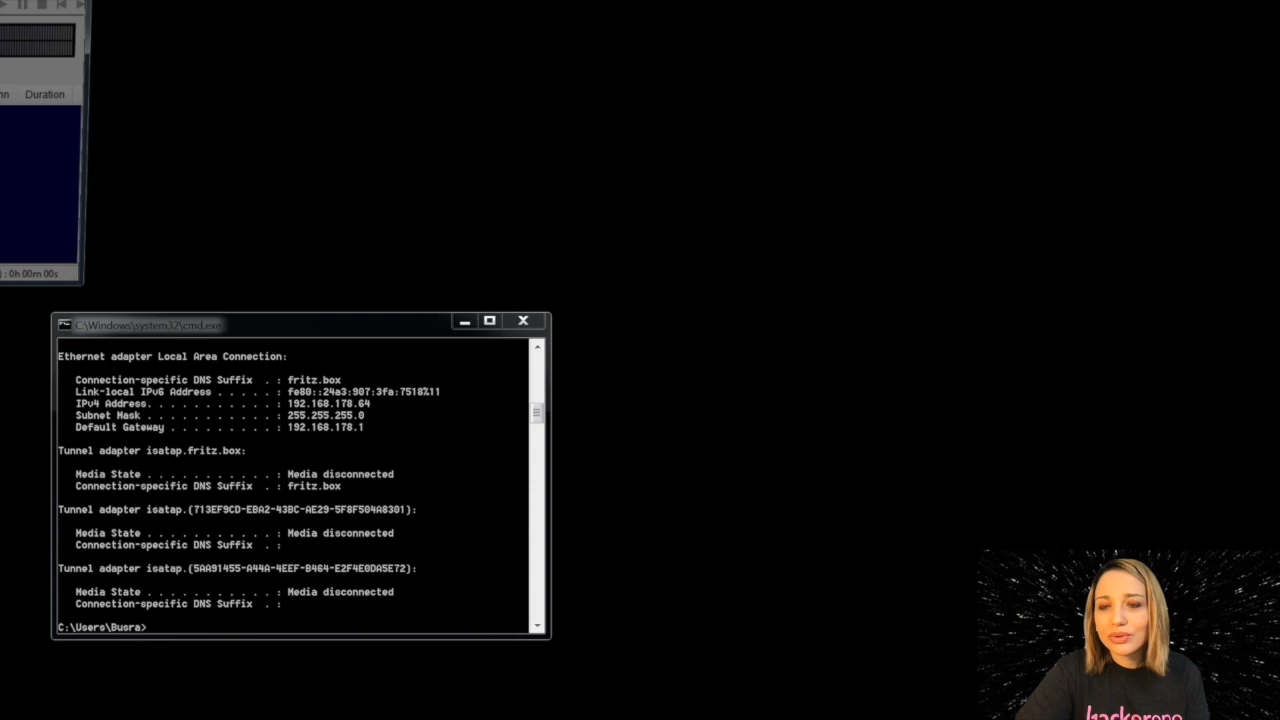 Duration
0h 00m 00s
C:\Windows\system32\cmd.exe
Ethernet adapter Local Area Connection:
Connection-specific DNS Suffix . : fritz.box
Link-local IPv6 Address . . . . . : fe80::24a3:907:3fa:7518%11
IPv4 Address. . . . . . . . . . . : 192.168.178.64
Subnet Mask . . . . . . . . . . . : 255.255.255.0
Default Gateway . . . . . . . . . : 192.168.178.1
Tunnel adapter isatap.fritz.box:
Media State . . . . . . . . . . . : Media disconnected
Connection-specific DNS Suffix . : fritz.box
Tunnel adapter isatap.{713EF9CD-EBA2-43BC-AE29-5F8F504A8301}:
Media State . . . . . . . . . . . : Media disconnected
Connection-specific DNS Suffix . :
Tunnel adapter isatap.{5AA91455-A44A-4EEF-B464-E2F4E0DA5E72}:
Media State . . . . . . . . . . . : Media disconnected
Connection-specific DNS Suffix . :
C:\Users\Busra>